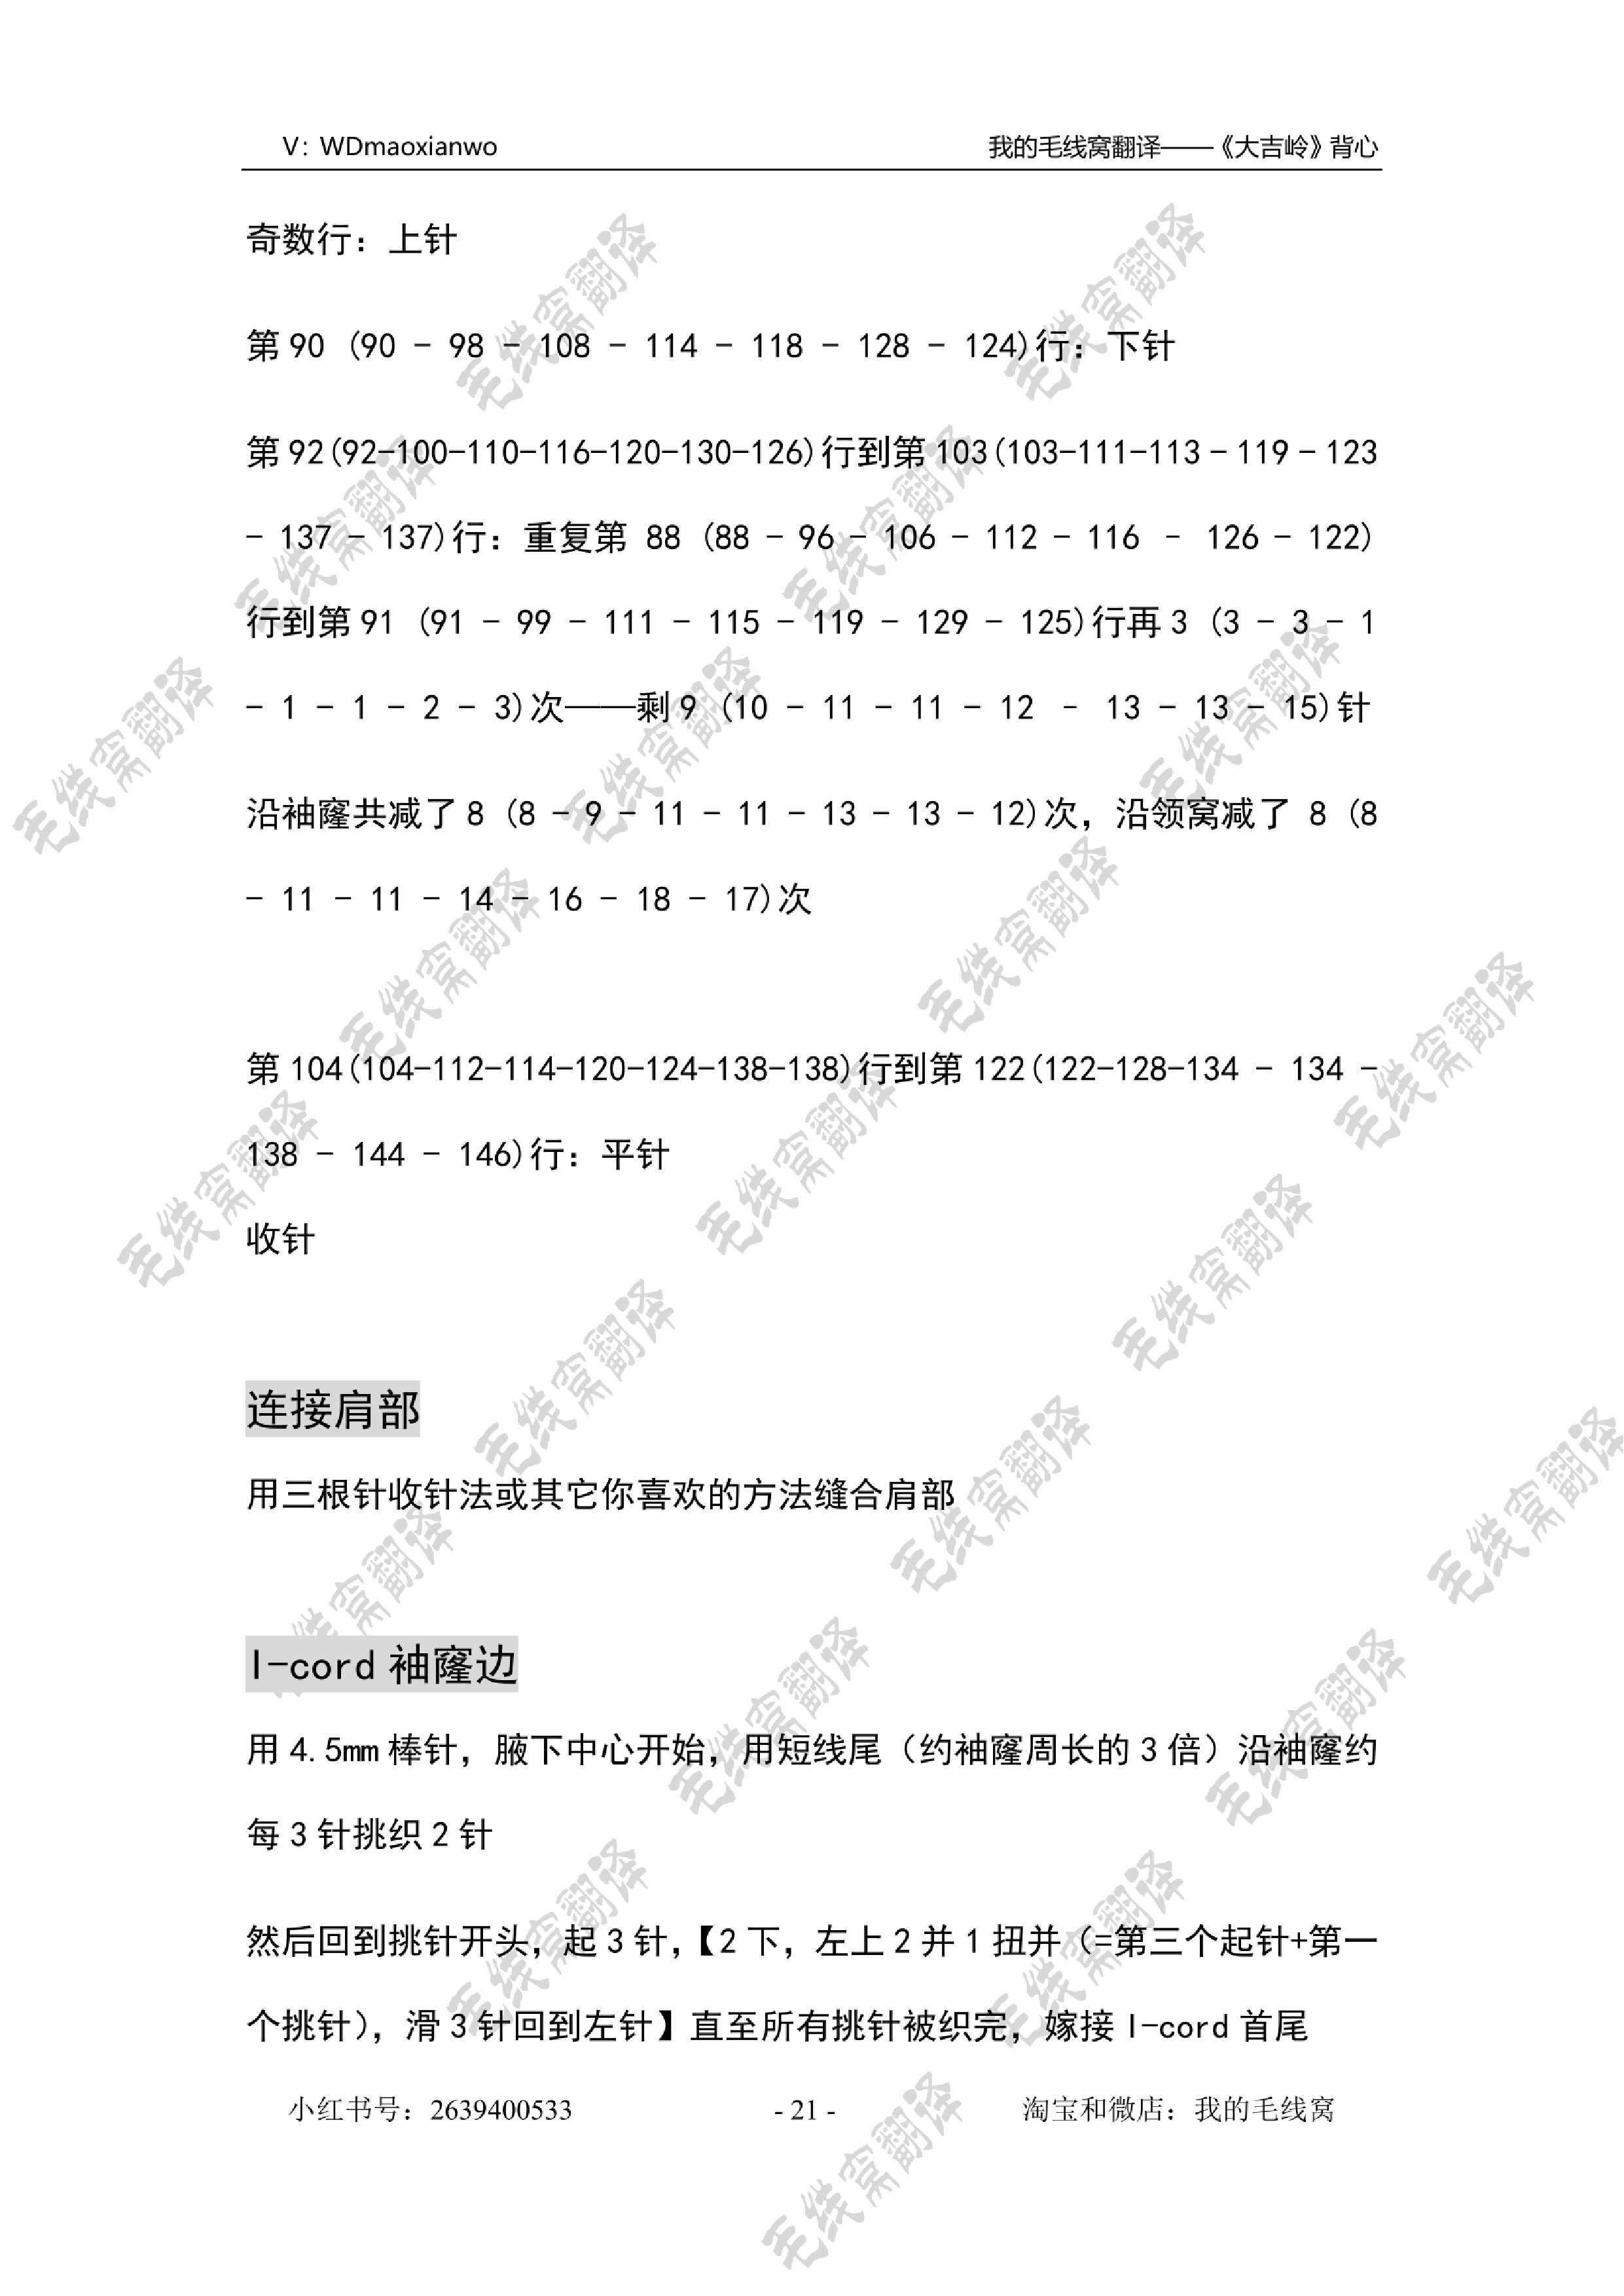 V：WDmaoxianwo 我的毛线窝翻译——《大吉岭》背心
奇数行：上针
第 90 (90 - 98 - 108 - 114 - 118 - 128 - 124)行：下针
第 92(92-100-110-116-120-130-126)行到第 103(103-111-113-119-123
- 137 - 137)行：重复第 88 (88 - 96 - 106 - 112 - 116 - 126 - 122)
行到第 91 (91 - 99 - 111 - 115 - 119 - 129 - 125)行再 3 (3 - 3 - 1
- 1 - 1 - 2 - 3)次——剩 9 (10 - 11 - 11 - 12 - 13 - 13 - 15)针
沿袖窿共减了 8 (8 - 9 - 11 - 11 - 13 - 13 - 12)次，沿领窝减了 8 (8
- 11 - 11 - 14 - 16 - 18 - 17)次
第 104(104-112-114-120-124-138-138)行到第 122(122-128-134 - 134 -
138 - 144 - 146)行：平针
收针
连接肩部
用三根针收针法或其它你喜欢的方法缝合肩部
I-cord 袖窿边
用 4.5mm 棒针，腋下中心开始，用短线尾（约袖窿周长的 3 倍）沿袖窿约
每 3 针挑织 2 针
然后回到挑针开头，起 3 针，【2 下，左上 2 并 1 扭并（=第三个起针+第一
个挑针），滑 3 针回到左针】直至所有挑针被织完，嫁接 I-cord 首尾
小红书号：2639400533 - 21 - 淘宝和微店：我的毛线窝
毛线窝翻译